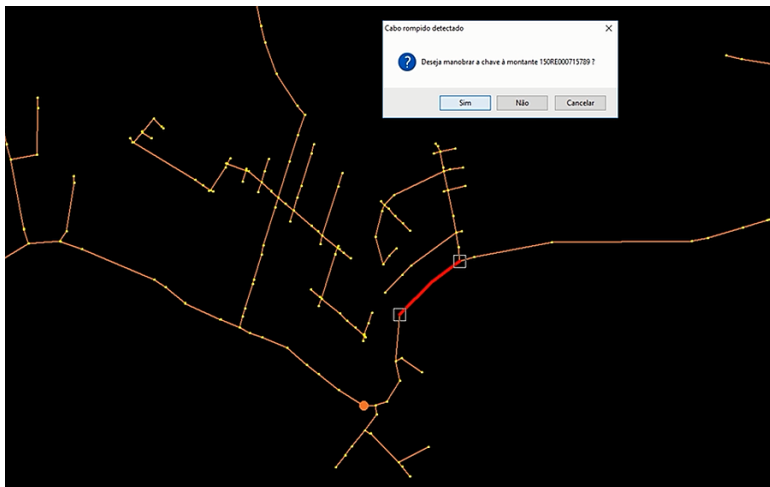 Cabo rompido detectado
Deseja manobrar a chave à montante 150RE000715789 ?
Sim
Não
Cancelar